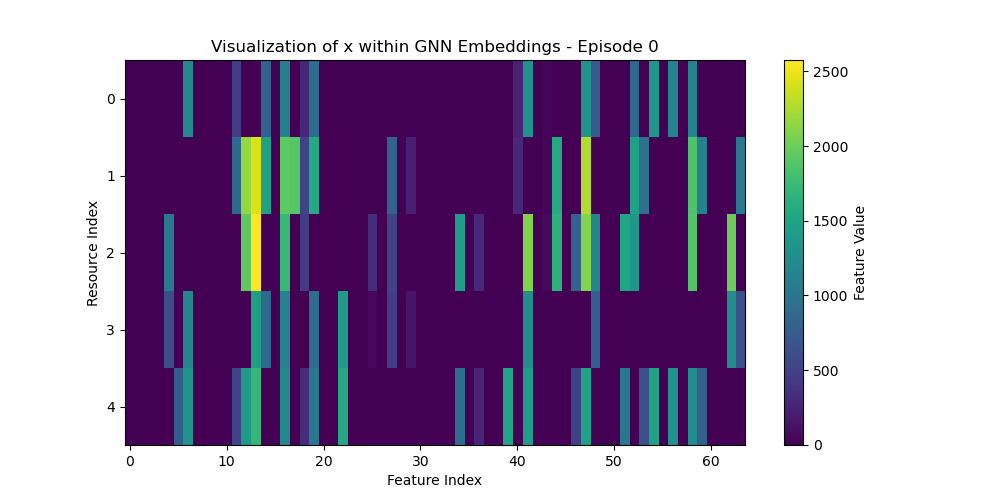 Visualization of x within GNN Embeddings - Episode 0
Resource Index
0
1
2
3
4
0 10 20 30 40 50 60
Feature Index
2500
2000
1500
1000
500
0
Feature Value